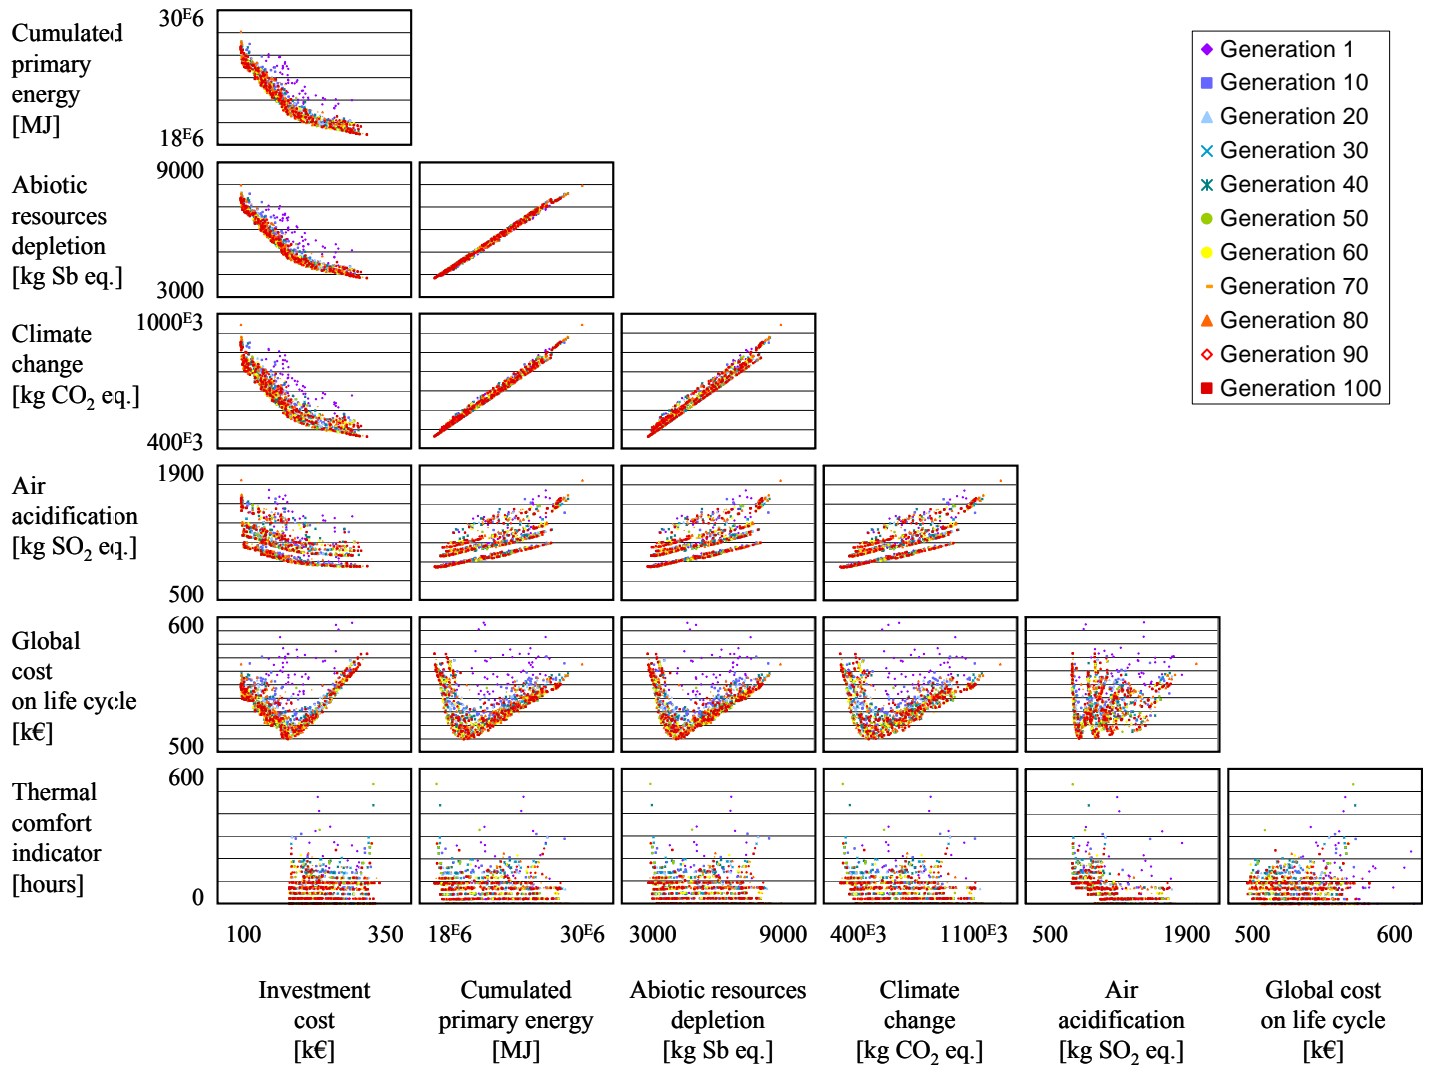 Cumulated
primary
energy
[MJ]
30ᴱ6
18ᴱ6
Abiotic
resources
depletion
[kg Sb eq.]
9000
3000
Climate
change
[kg CO₂ eq.]
1000ᴱ3
400ᴱ3
Air
acidification
[kg SO₂ eq.]
1900
500
Global
cost
on life cycle
[k€]
600
500
Thermal
comfort
indicator
[hours]
600
0
Generation 1
Generation 10
Generation 20
Generation 30
Generation 40
Generation 50
Generation 60
Generation 70
Generation 80
Generation 90
Generation 100
100 350 18ᴱ6 30ᴱ6 3000 9000 400ᴱ3 1100ᴱ3 500 1900 500 600
Investment
cost
[k€]
Cumulated
primary energy
[MJ]
Abiotic resources
depletion
[kg Sb eq.]
Climate
change
[kg CO₂ eq.]
Air
acidification
[kg SO₂ eq.]
Global cost
on life cycle
[k€]